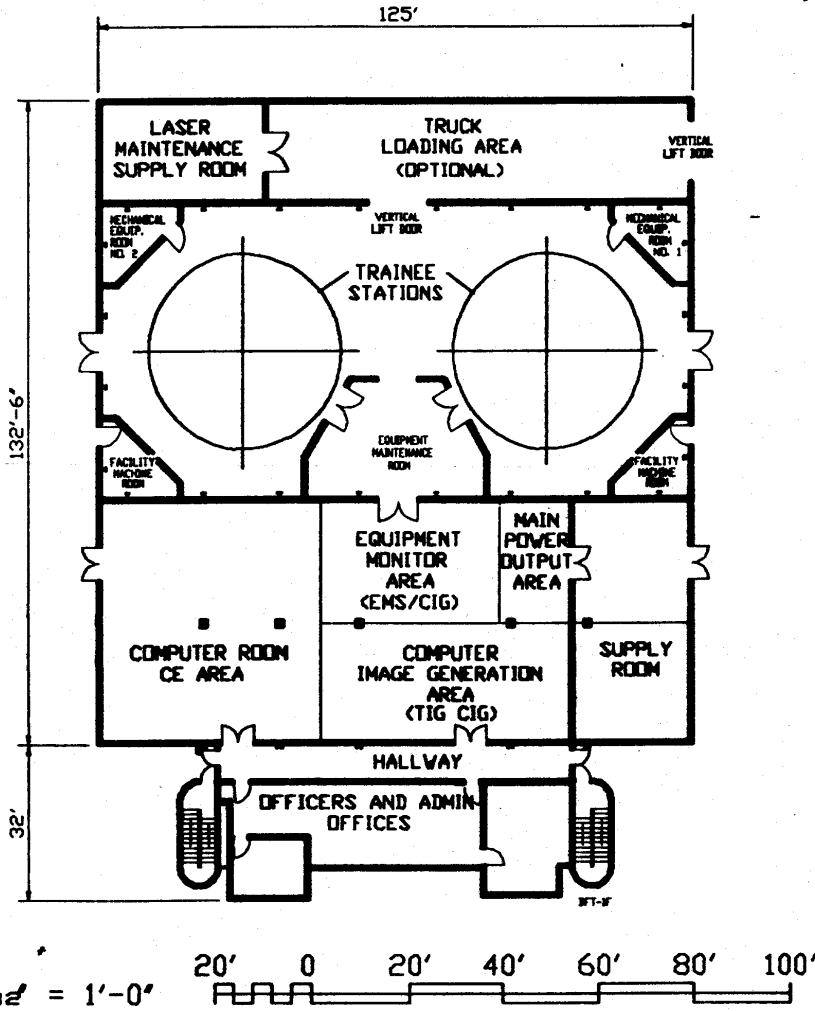 125'
LASER
MAINTENANCE
SUPPLY ROOM
TRUCK
LOADING AREA
(OPTIONAL)
VERTICAL
LIFT DOOR
MECHANICAL
EQUIP.
ROOM
NO. 2
VERTICAL
LIFT DOOR
MECHANICAL
EQUIP.
ROOM
NO. 1
TRAINEE
STATIONS
132'-6"
EQUIPMENT
MAINTENANCE
ROOM
FACILITY
MACHINE
ROOM
FACILITY
MACHINE
ROOM
EQUIPMENT
MONITOR
AREA
(EMS/CIG)
MAIN
POWER
OUTPUT
AREA
COMPUTER ROOM
CE AREA
COMPUTER
IMAGE GENERATION
AREA
(TIG CIG)
SUPPLY
ROOM
HALLWAY
OFFICERS AND ADMIN
OFFICES
32'
20' 0 20' 40' 60' 80' 100'
= 1'-0"